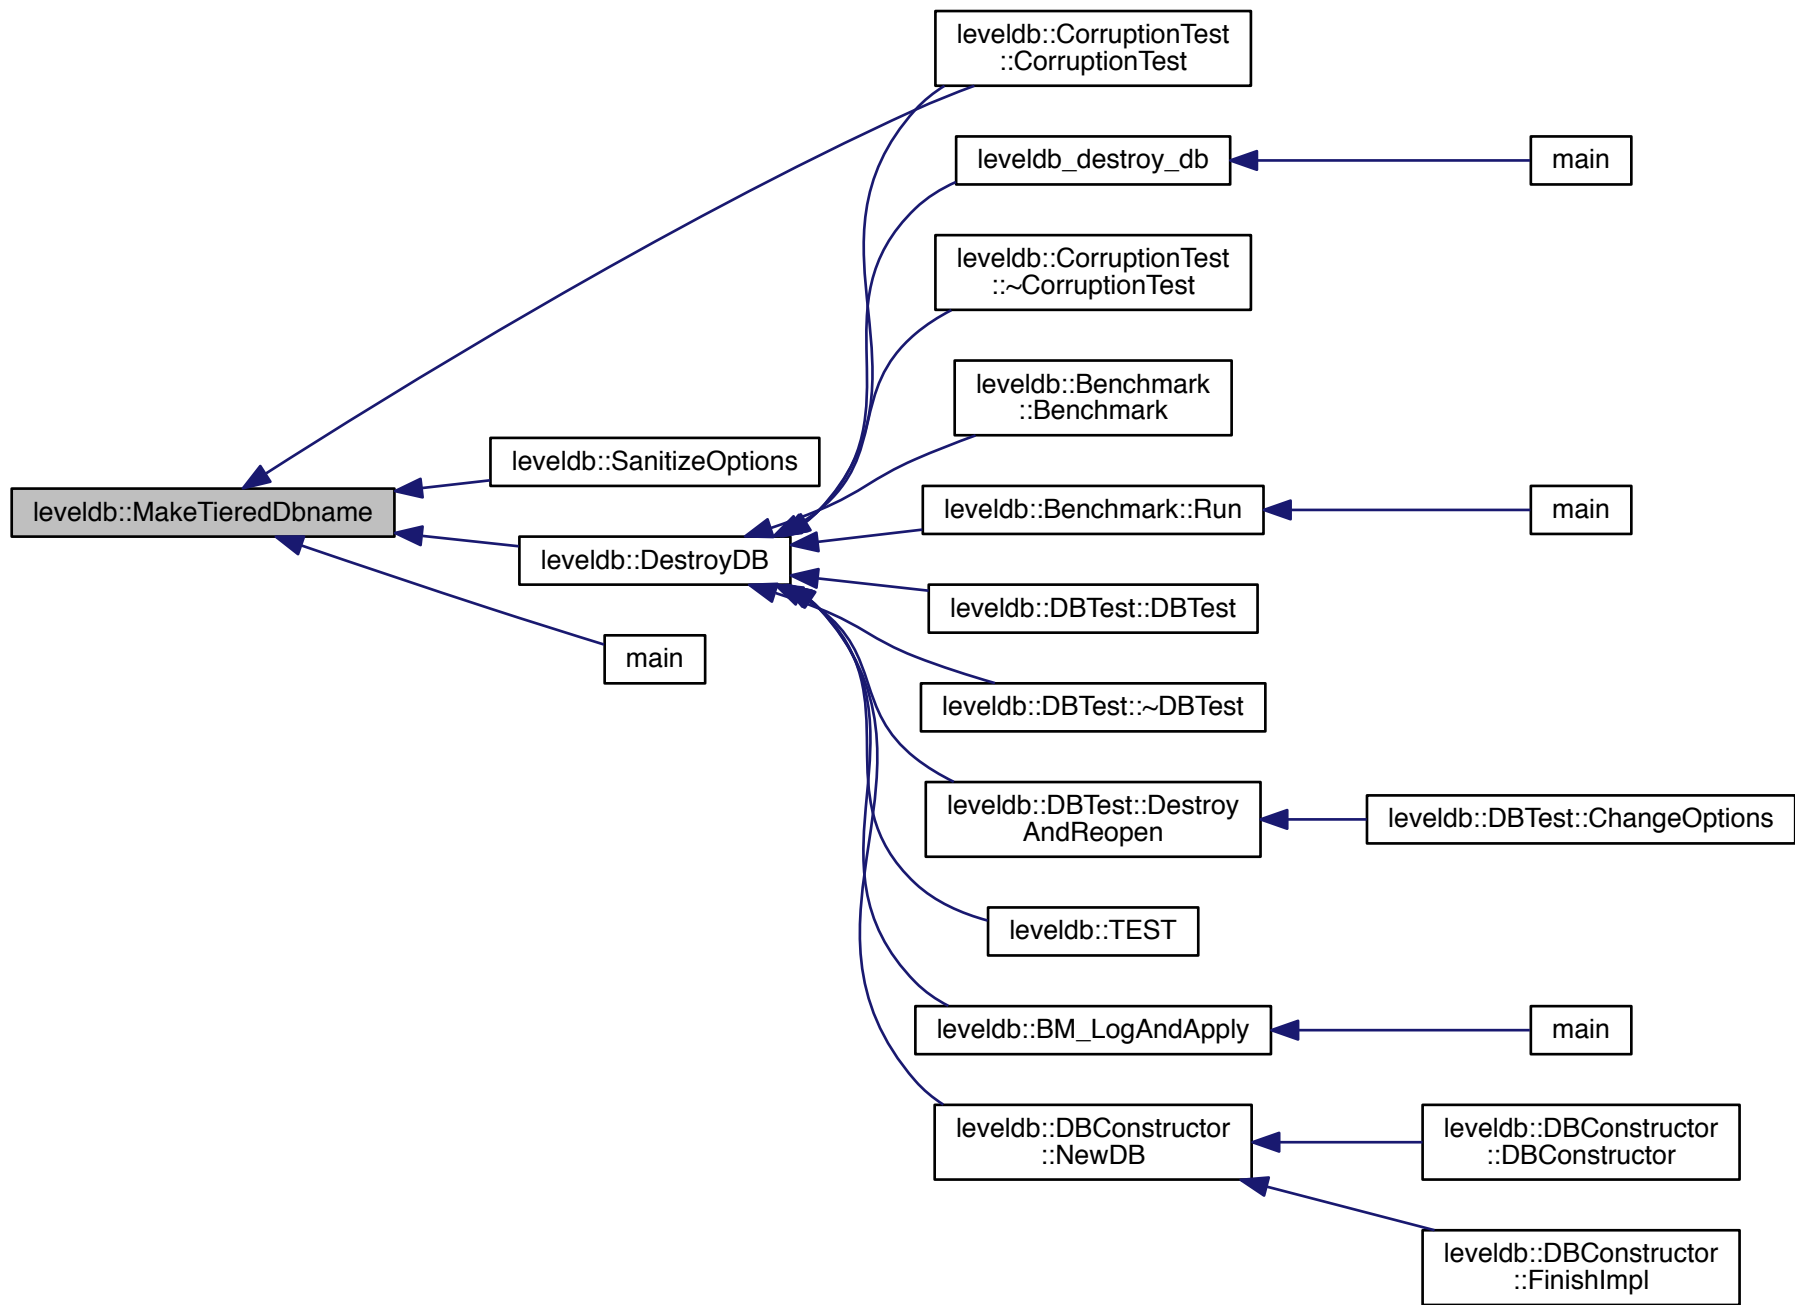 leveldb::CorruptionTest
::CorruptionTest
leveldb_destroy_db
main
leveldb::CorruptionTest
::~CorruptionTest
leveldb::Benchmark
::Benchmark
leveldb::SanitizeOptions
leveldb::MakeTieredDbname
leveldb::Benchmark::Run
main
leveldb::DestroyDB
leveldb::DBTest::DBTest
main
leveldb::DBTest::~DBTest
leveldb::DBTest::Destroy
AndReopen
leveldb::DBTest::ChangeOptions
leveldb::TEST
leveldb::BM_LogAndApply
main
leveldb::DBConstructor
::NewDB
leveldb::DBConstructor
::DBConstructor
leveldb::DBConstructor
::FinishImpl